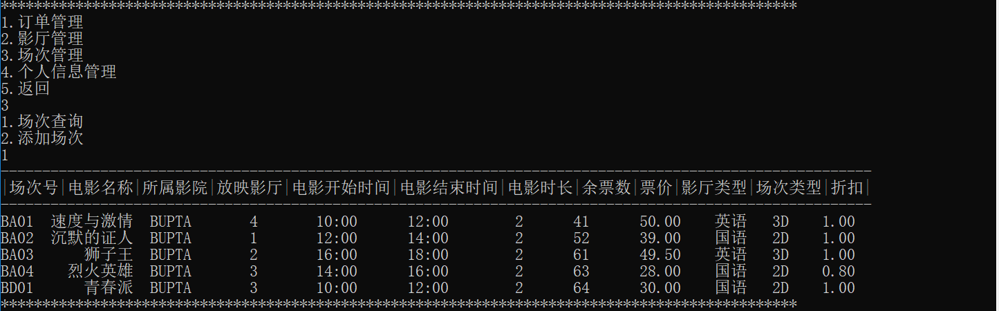 ************************************************************************************************
1.订单管理
2.影厅管理
3.场次管理
4.个人信息管理
5.返回
3
1.场次查询
2.添加场次
1
---------------------------------------------------------------------------------------------------------
|场次号|电影名称|所属影院|放映影厅|电影开始时间|电影结束时间|电影时长|余票数|票价|影厅类型|场次类型|折扣|
---------------------------------------------------------------------------------------------------------
BA01  速度与激情  BUPTA       4       10:00      12:00        2      41      50.00    英语   3D    1.00
BA02  沉默的证人  BUPTA       1       12:00      14:00        2      52      39.00    国语   2D    1.00
BA03      狮子王  BUPTA       2       16:00      18:00        2      61      49.50    英语   3D    1.00
BA04    烈火英雄  BUPTA       3       14:00      16:00        2      63      28.00    国语   2D    0.80
BD01      青春派  BUPTA       3       10:00      12:00        2      64      30.00    国语   2D    1.00
************************************************************************************************